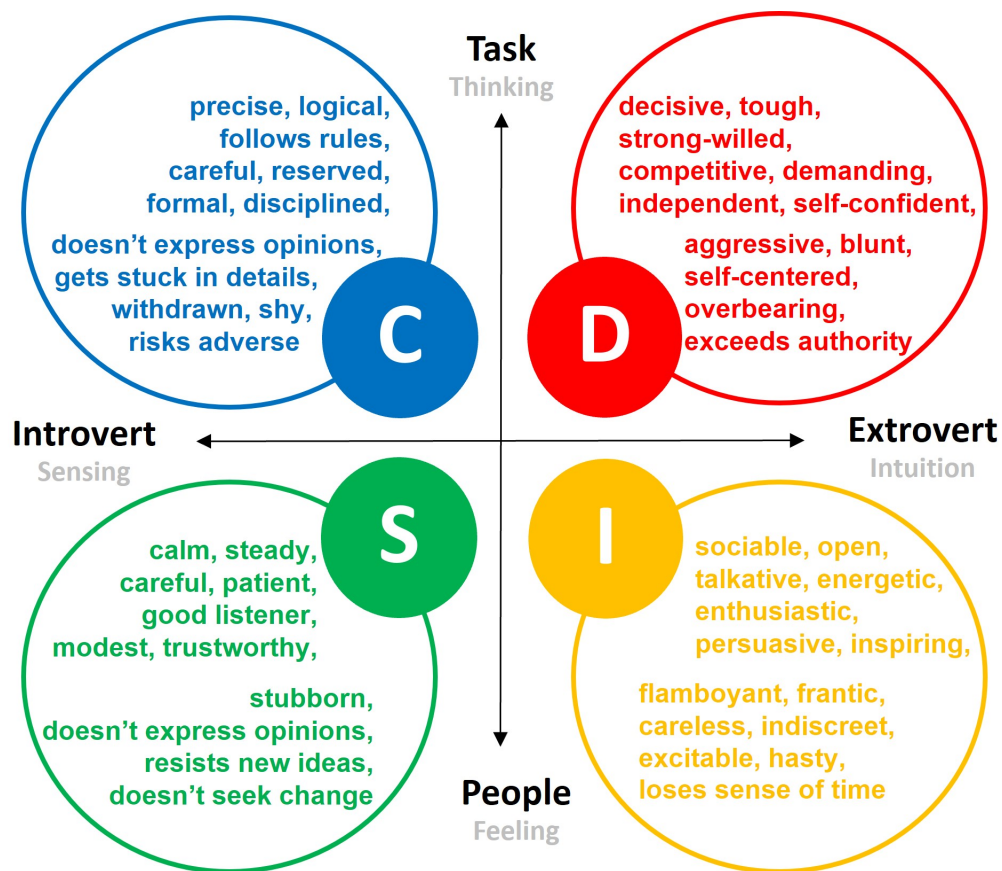 Task
Thinking
precise, logical,
follows rules,
careful, reserved,
formal, disciplined,
doesn't express opinions,
gets stuck in details,
withdrawn, shy,
risks adverse
C
decisive, tough,
strong-willed,
competitive, demanding,
independent, self-confident,
aggressive, blunt,
self-centered,
overbearing,
exceeds authority
D
Introvert
Sensing
Extrovert
Intuition
S
calm, steady,
careful, patient,
good listener,
modest, trustworthy,
stubborn,
doesn't express opinions,
resists new ideas,
doesn't seek change
I
sociable, open,
talkative, energetic,
enthusiastic,
persuasive, inspiring,
flamboyant, frantic,
careless, indiscreet,
excitable, hasty,
loses sense of time
People
Feeling